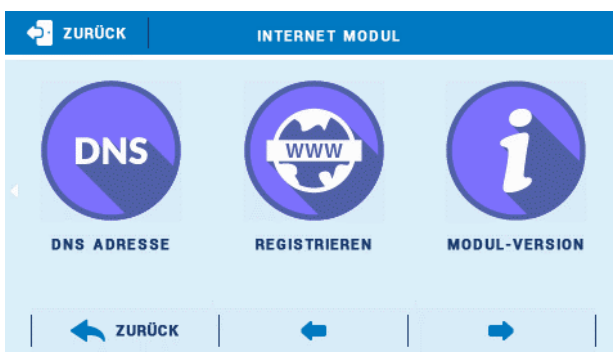 ZURÜCK
INTERNET MODUL
DNS
WWW
i
DNS ADRESSE
REGISTRIEREN
MODUL-VERSION
ZURÜCK